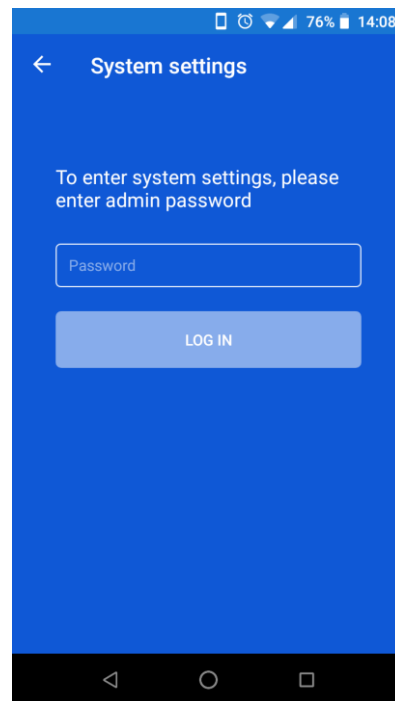 76% 14:08
System settings
To enter system settings, please
enter admin password
Password
LOG IN